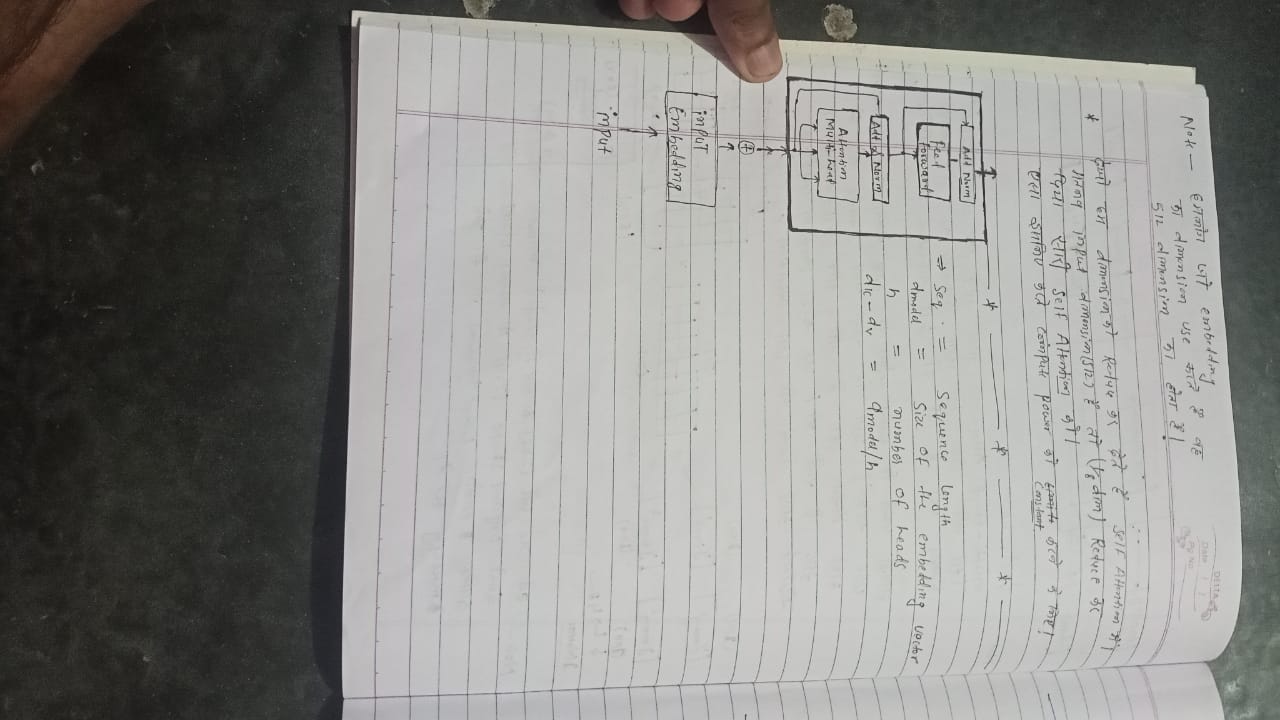 Note - हमलोग जो embedding
का dimension use करते है वह
512 dimension का होता है!
DELTA
Date / /
Pg No
* देखो हम dimension को Reduce कर देते है Self Attention में।
मतलब input dimension(512) है तो (1/8 dim) Reduce कर
दिया सारी Self Attention को।
एसा इसलिए करते compute power को Constant करने के लिए!
Add Norm
Feed
forward
Add & Norm
Attention
Multi-head
⇒ Seq. = Sequence length
dmodel = Size of the embedding vector
h = number of heads
dk - dv = dmodel/h
+
input
Embedding
input